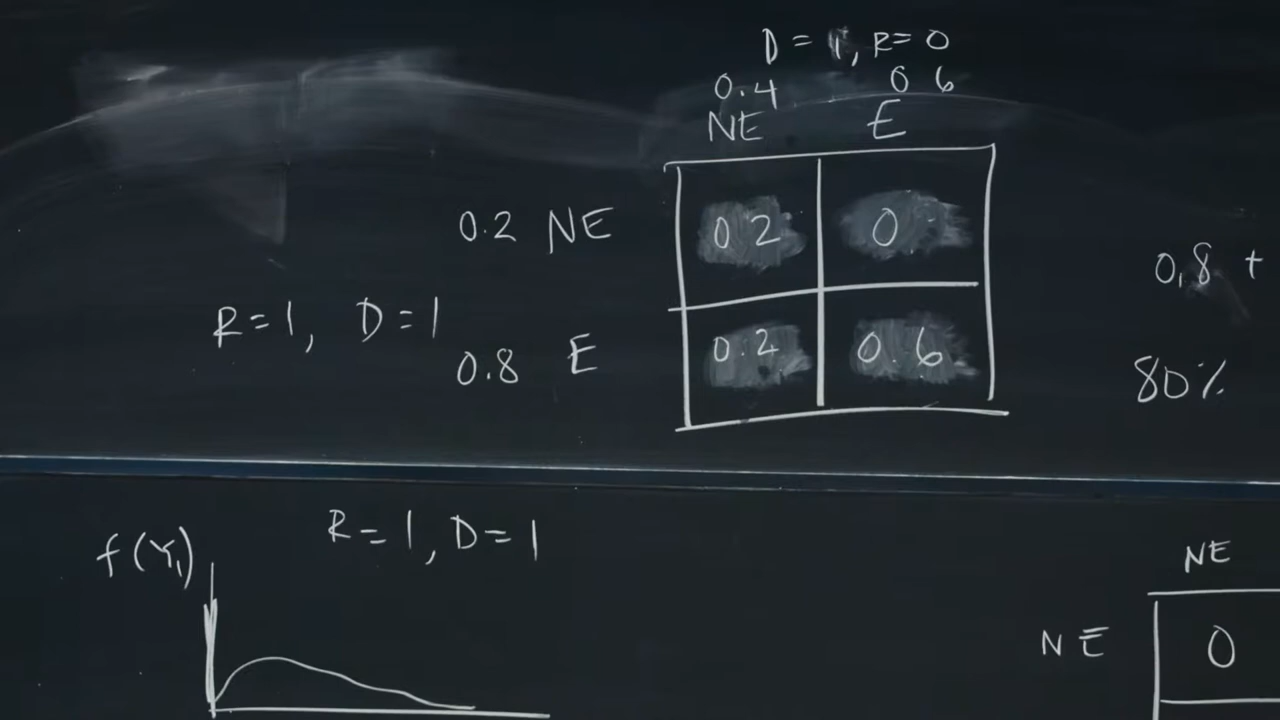 D = 1, R = 0
0.4 0 6
NE E
0.2 NE 0 2 0
0,8 +
R = 1, D = 1
0.8 E 0.2 0.6
80%
f(Y₁) R = 1, D = 1
NE
NE 0